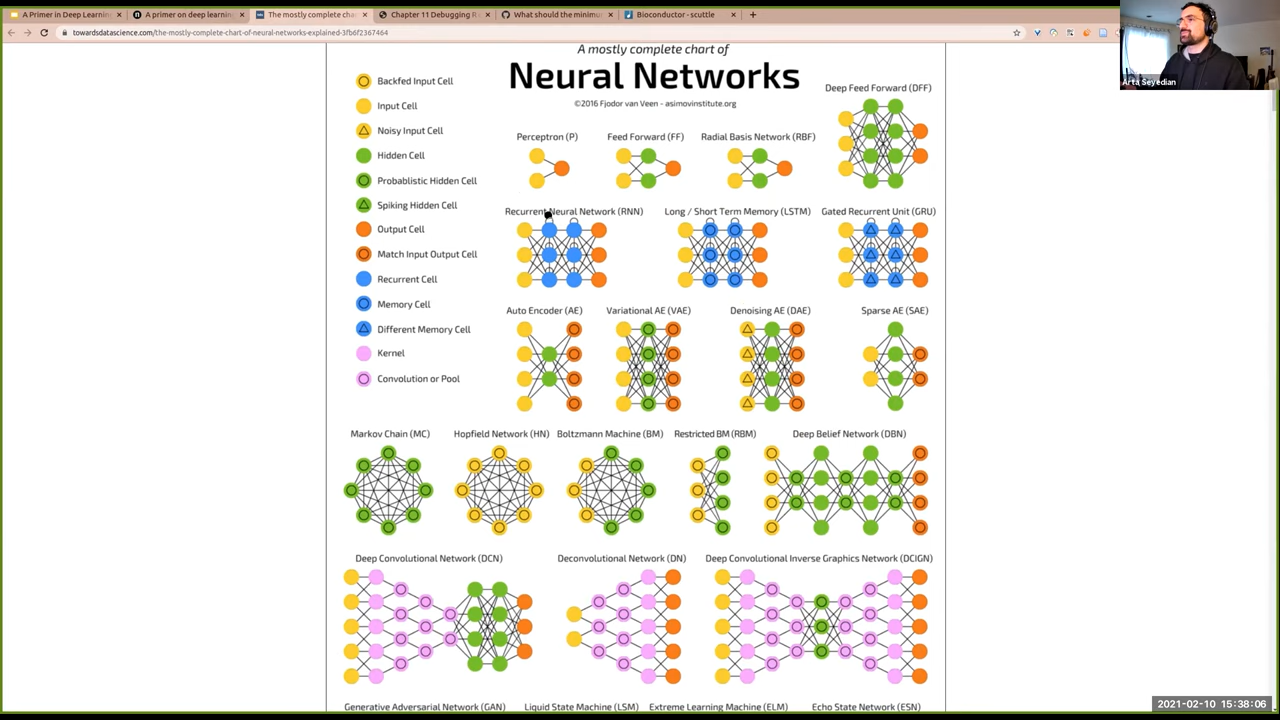 A Primer in Deep Learnin
A primer on deep learning
The mostly complete cha
Chapter 11 Debugging R
What should the minimu
Bioconductor - scuttle
towardsdatascience.com/the-mostly-complete-chart-of-neural-networks-explained-3fb6f2367464
Arta Seyedian
A mostly complete chart of
Neural Networks
©2016 Fjodor van Veen - asimovinstitute.org
Backfed Input Cell
Input Cell
Noisy Input Cell
Hidden Cell
Probablistic Hidden Cell
Spiking Hidden Cell
Output Cell
Match Input Output Cell
Recurrent Cell
Memory Cell
Different Memory Cell
Kernel
Convolution or Pool
Deep Feed Forward (DFF)
Perceptron (P)
Feed Forward (FF)
Radial Basis Network (RBF)
Recurrent Neural Network (RNN)
Long / Short Term Memory (LSTM)
Gated Recurrent Unit (GRU)
Auto Encoder (AE)
Variational AE (VAE)
Denoising AE (DAE)
Sparse AE (SAE)
Markov Chain (MC)
Hopfield Network (HN)
Boltzmann Machine (BM)
Restricted BM (RBM)
Deep Belief Network (DBN)
Deep Convolutional Network (DCN)
Deconvolutional Network (DN)
Deep Convolutional Inverse Graphics Network (DCIGN)
Generative Adversarial Network (GAN)
Liquid State Machine (LSM)
Extreme Learning Machine (ELM)
Echo State Network (ESN)
2021-02-10 15:38:06